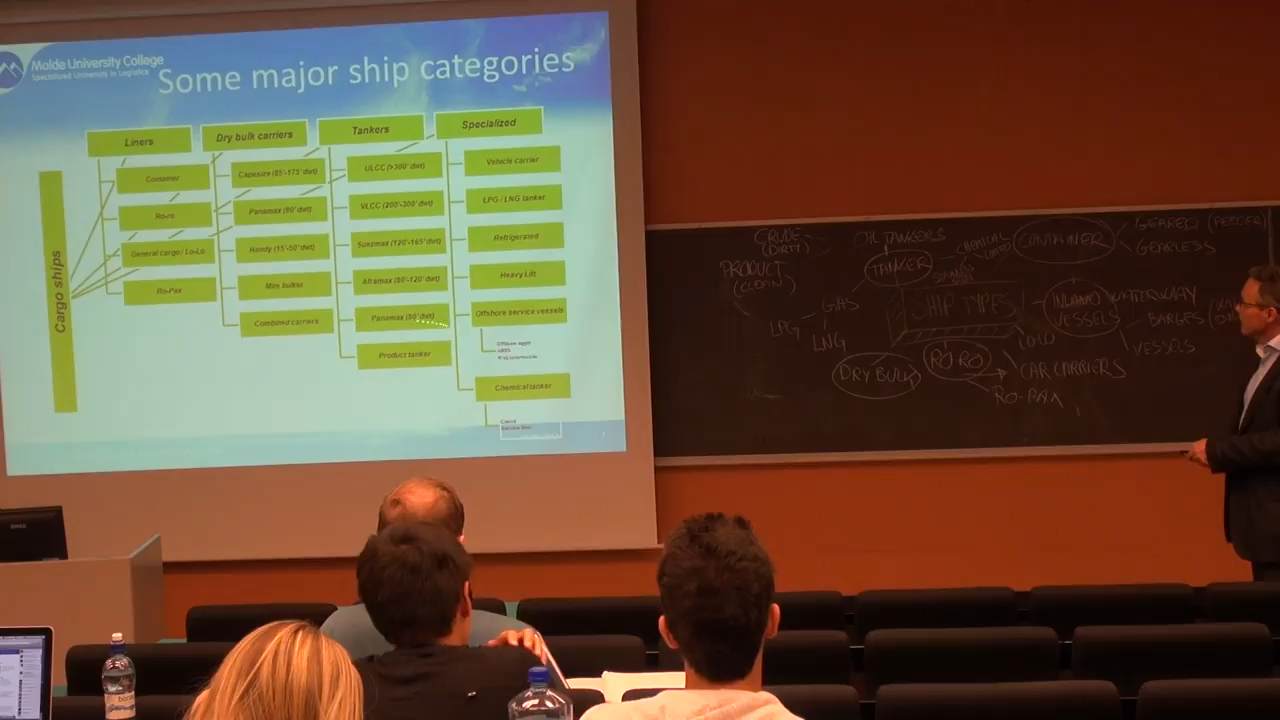 Molde University College
Specialized University in Logistics
Some major ship categories
Cargo ships
Liners
Container
Ro-ro
General cargo / Lo-Lo
Ro-Pax
Dry bulk carriers
Capesize (85'-175' dwt)
Panamax (80' dwt)
Handy (15'-50' dwt)
Mini bulker
Combined carriers
Tankers
ULCC (>300' dwt)
VLCC (200'-300' dwt)
Suezmax (120'-165' dwt)
Aframax (80'-120' dwt)
Panamax (80' dwt)
Product tanker
Specialized
Vehicle carrier
LPG / LNG tanker
Refrigerated
Heavy Lift
Offshore service vessels
Chemical tanker
CRUDE
(DIRTY)
PRODUCT
(CLEAN)
OIL TANKERS
TANKER
CHEMICAL
GAS
LPG
LNG
SHIP TYPES
CONTAINER
GEARED (FEEDER)
GEARLESS
INLAND WATERWAY
VESSELS
BARGES
VESSELS
DRY BULK
RO RO
LOLO
CAR CARRIERS
RO-PAX